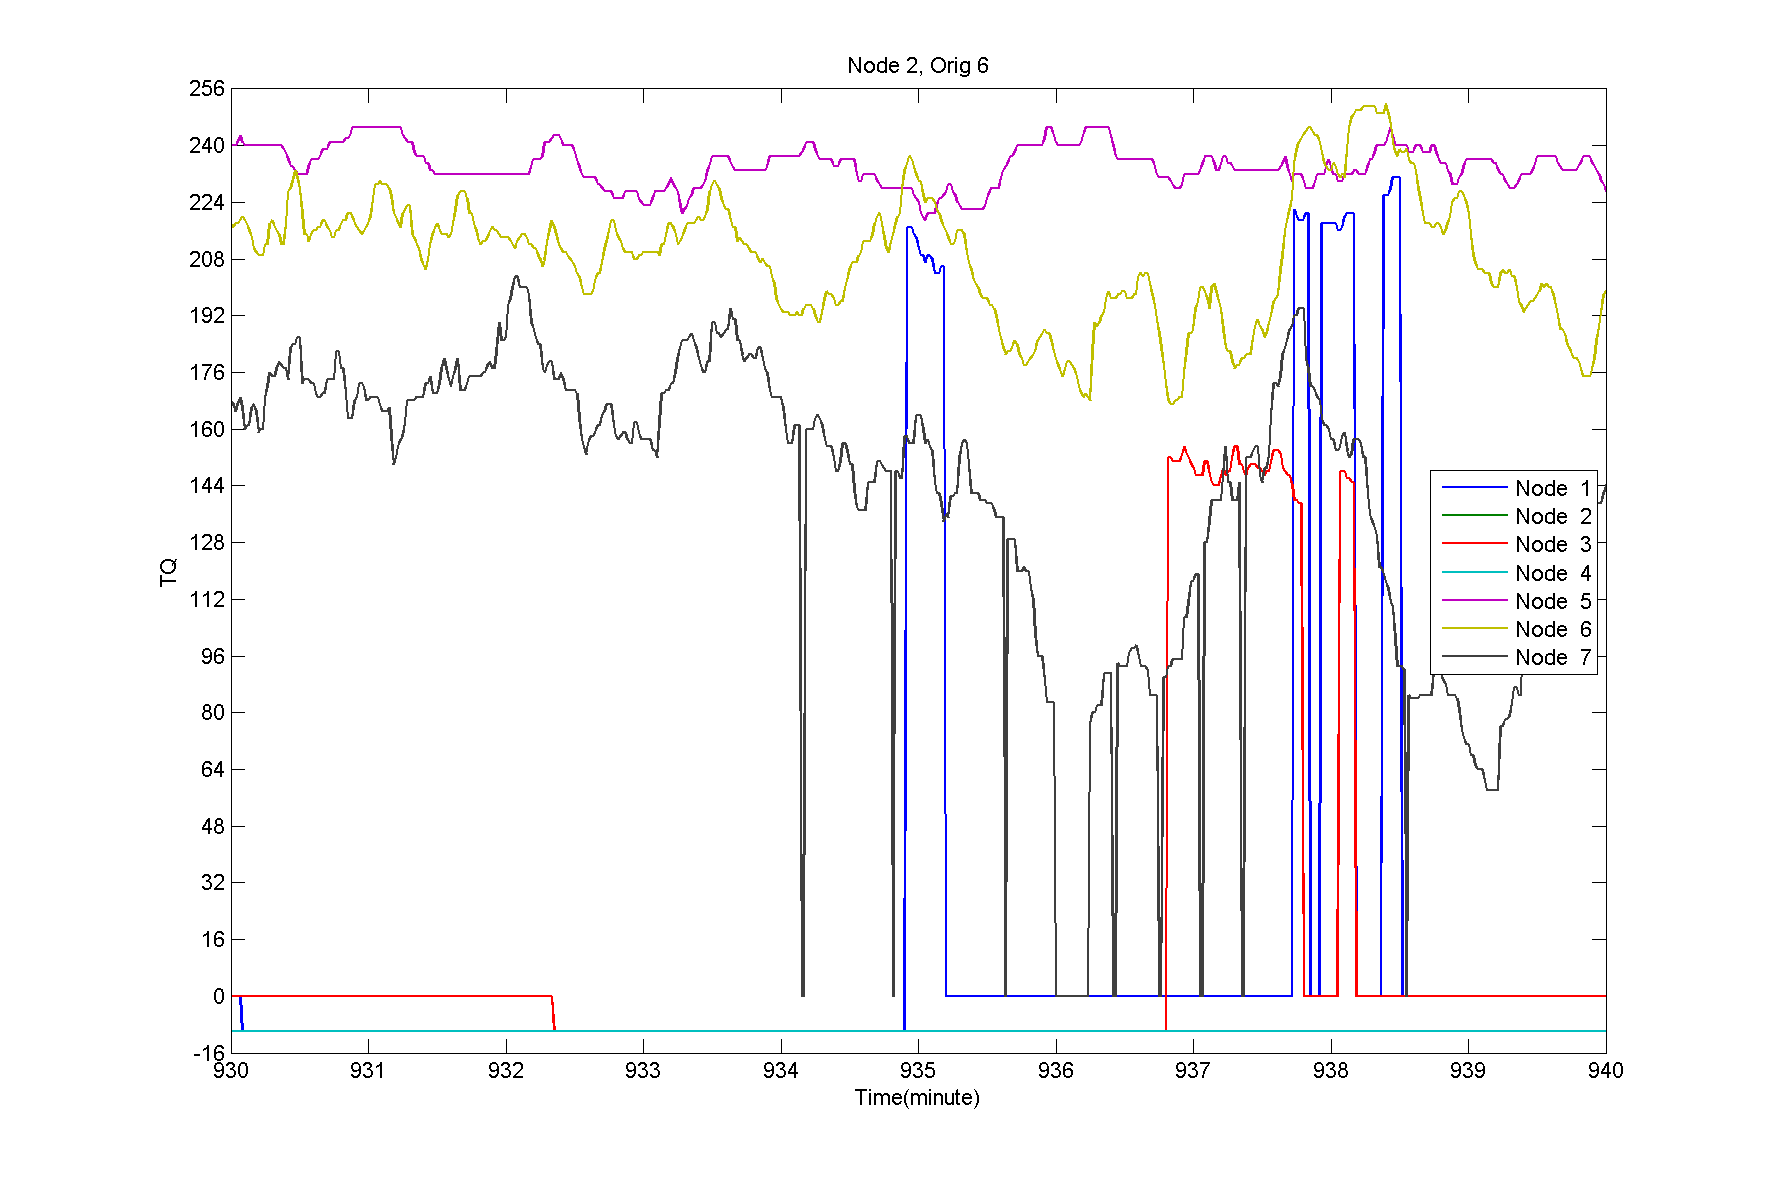 Node 2, Orig 6
256
240
224
208
192
176
160
144
128
112
96
80
64
48
32
16
0
-16
TQ
Node 1
Node 2
Node 3
Node 4
Node 5
Node 6
Node 7
930 931 932 933 934 935 936 937 938 939 940
Time(minute)